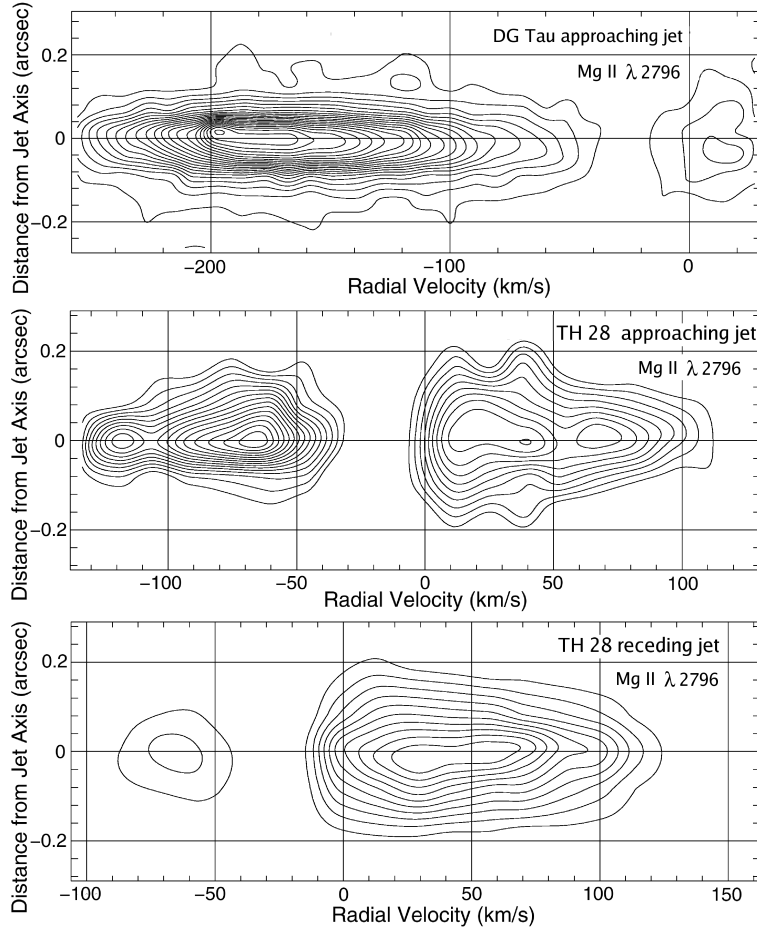 DG Tau approaching jet
Mg II λ 2796
Distance from Jet Axis (arcsec)
0.2
0
−0.2
−200
−100
0
Radial Velocity (km/s)
TH 28 approaching jet
Mg II λ 2796
Distance from Jet Axis (arcsec)
0.2
0
−0.2
−100
−50
0
50
100
Radial Velocity (km/s)
TH 28 receding jet
Mg II λ 2796
Distance from Jet Axis (arcsec)
0.2
0
−0.2
−100
−50
0
50
100
150
Radial Velocity (km/s)